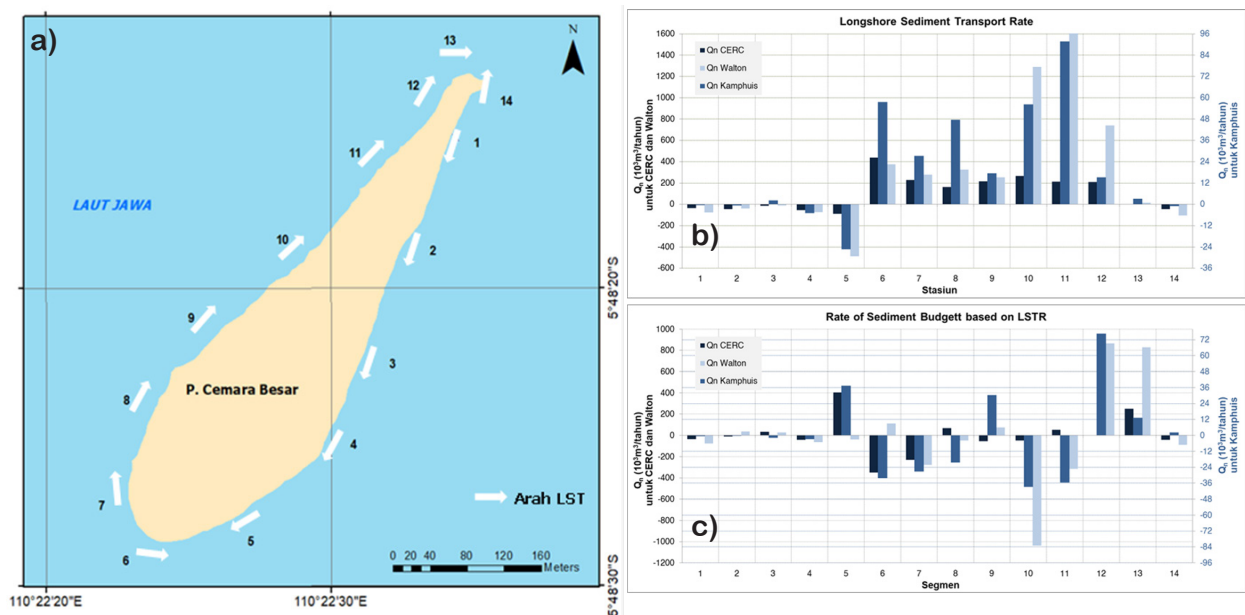 a)
N
13
12
14
11
1
LAUT JAWA
10
2
9
3
P. Cemara Besar
8
4
7
Arah LST
5
6
0 20 40 80 120 160
Meters
110°22'20"E
110°22'30"E
5°48'20"S
5°48'30"S
Longshore Sediment Transport Rate
Qn CERC
Qn Walton
Qn Kamphuis
1600
1400
1200
1000
800
600
400
200
0
-200
-400
-600
Qn (10³m³/tahun)
untuk CERC dan Walton
96
84
72
60
48
36
24
12
0
-12
-24
-36
Qn (10³m³/tahun)
untuk Kamphuis
b)
1 2 3 4 5 6 7 8 9 10 11 12 13 14
Stasiun
Rate of Sediment Budgett based on LSTR
Qn CERC
Qn Walton
Qn Kamphuis
1000
800
600
400
200
0
-200
-400
-600
-800
-1000
-1200
Qn (10³m³/tahun)
untuk CERC dan Walton
72
60
48
36
24
12
0
-12
-24
-36
-48
-60
-72
-84
-96
Qn (10³m³/tahun)
untuk Kamphuis
c)
1 2 3 4 5 6 7 8 9 10 11 12 13 14
Segmen